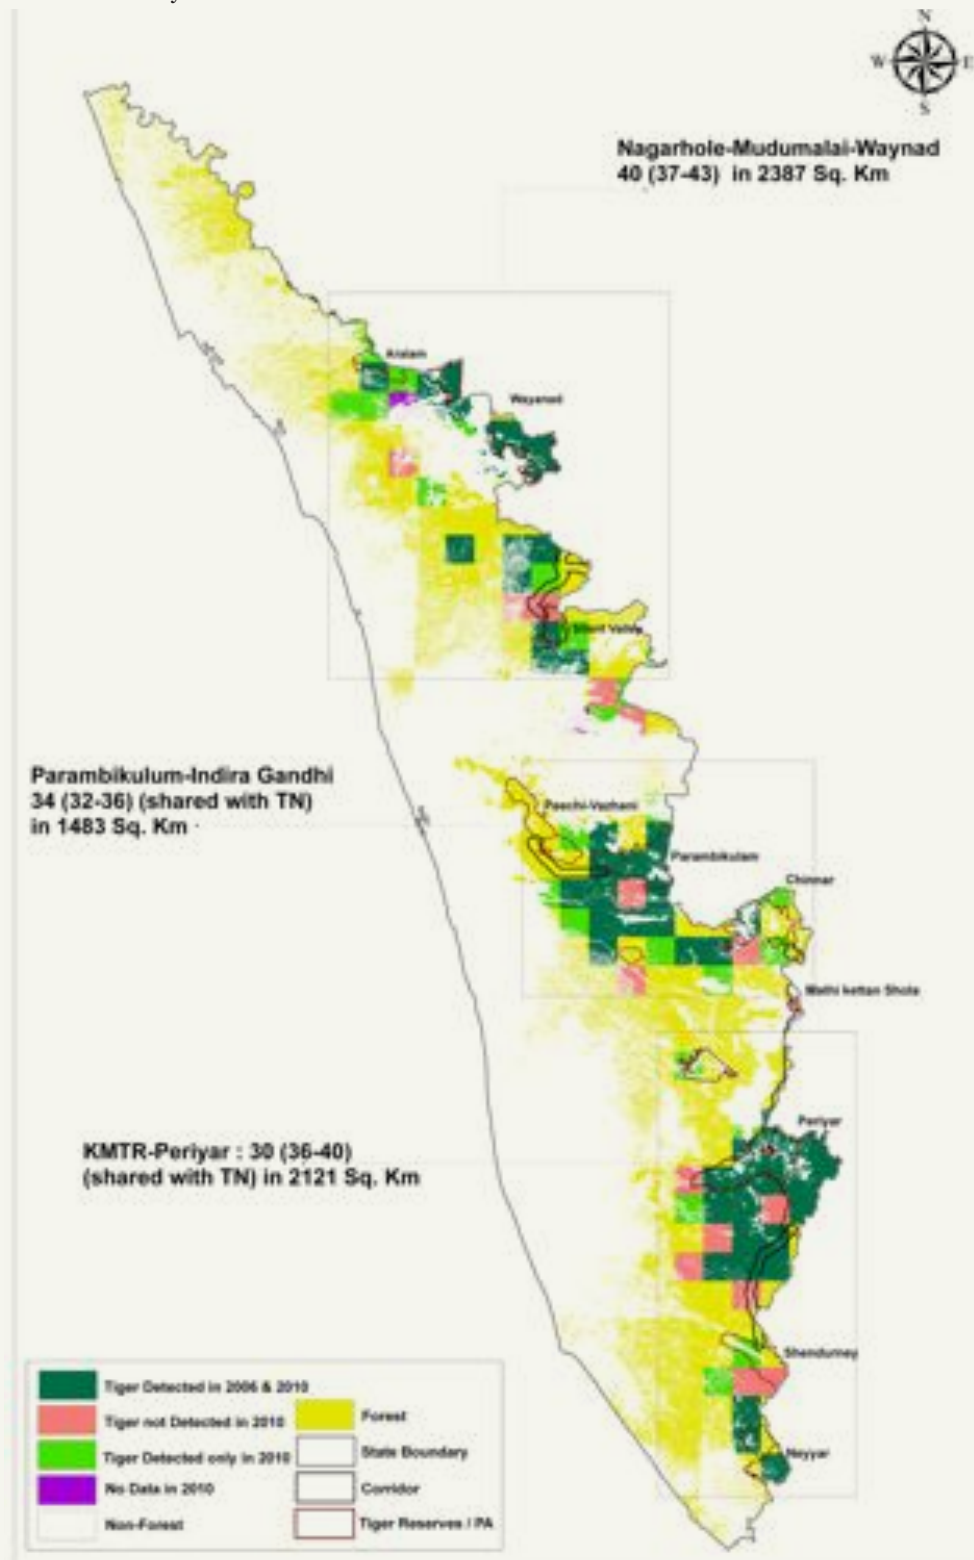 N
W E
S
Nagarhole-Mudumalai-Waynad
40 (37-43) in 2387 Sq. Km
Aralam
Wayanad
Silent Valley
Parambikulum-Indira Gandhi
34 (32-36) (shared with TN)
in 1483 Sq. Km
Peechi-Vazhani
Parambikulam
Chinnar
Mathi kettan Shola
KMTR-Periyar : 30 (36-40)
(shared with TN) in 2121 Sq. Km
Periyar
Shendurney
Neyyar
Tiger Detected in 2006 & 2010
Tiger not Detected in 2010
Tiger Detected only in 2010
No Data in 2010
Non-Forest
Forest
State Boundary
Corridor
Tiger Reserves / PA